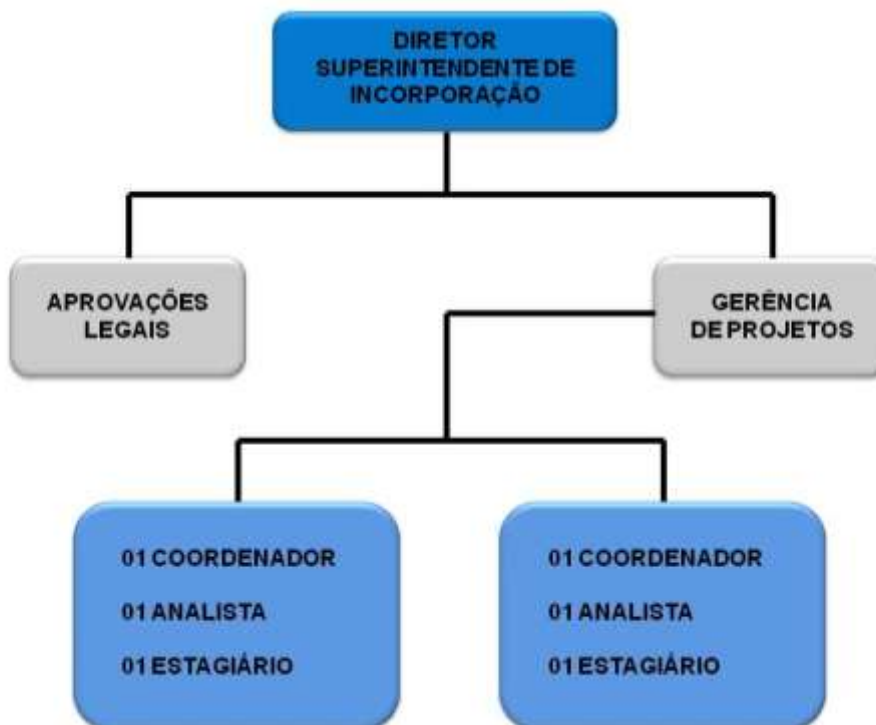 DIRETOR
SUPERINTENDENTE DE
INCORPORAÇÃO
APROVAÇÕES
LEGAIS
GERÊNCIA
DE PROJETOS
01 COORDENADOR
01 ANALISTA
01 ESTAGIÁRIO
01 COORDENADOR
01 ANALISTA
01 ESTAGIÁRIO